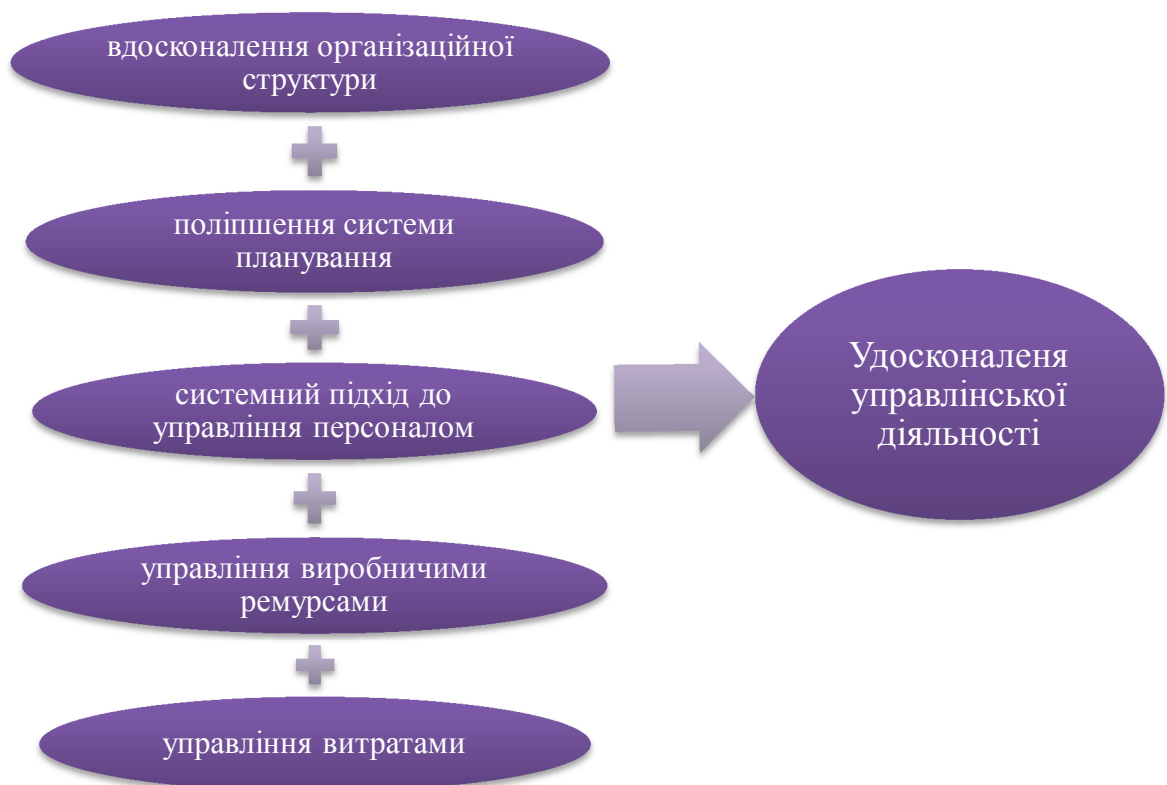 вдосконалення організаційної
структури
поліпшення системи
планування
системний підхід до
управління персоналом
управління виробничими
ремурсами
управління витратами
Удосконаленя
управлінської
діяльності